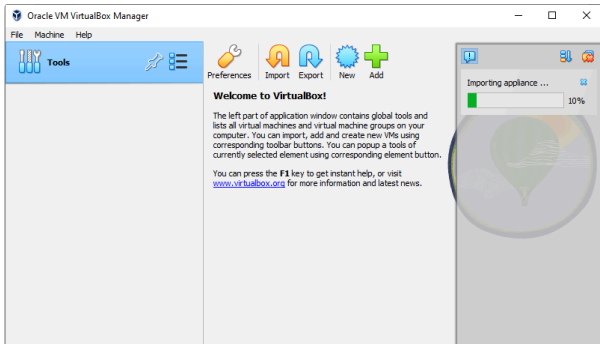 Oracle VM VirtualBox Manager
File Machine Help
Tools
Preferences Import Export New Add
Welcome to VirtualBox!
The left part of application window contains global tools and
lists all virtual machines and virtual machine groups on your
computer. You can import, add and create new VMs using
corresponding toolbar buttons. You can popup a tools of
currently selected element using corresponding element button.
You can press the F1 key to get instant help, or visit
www.virtualbox.org for more information and latest news.
Importing appliance ...
10%